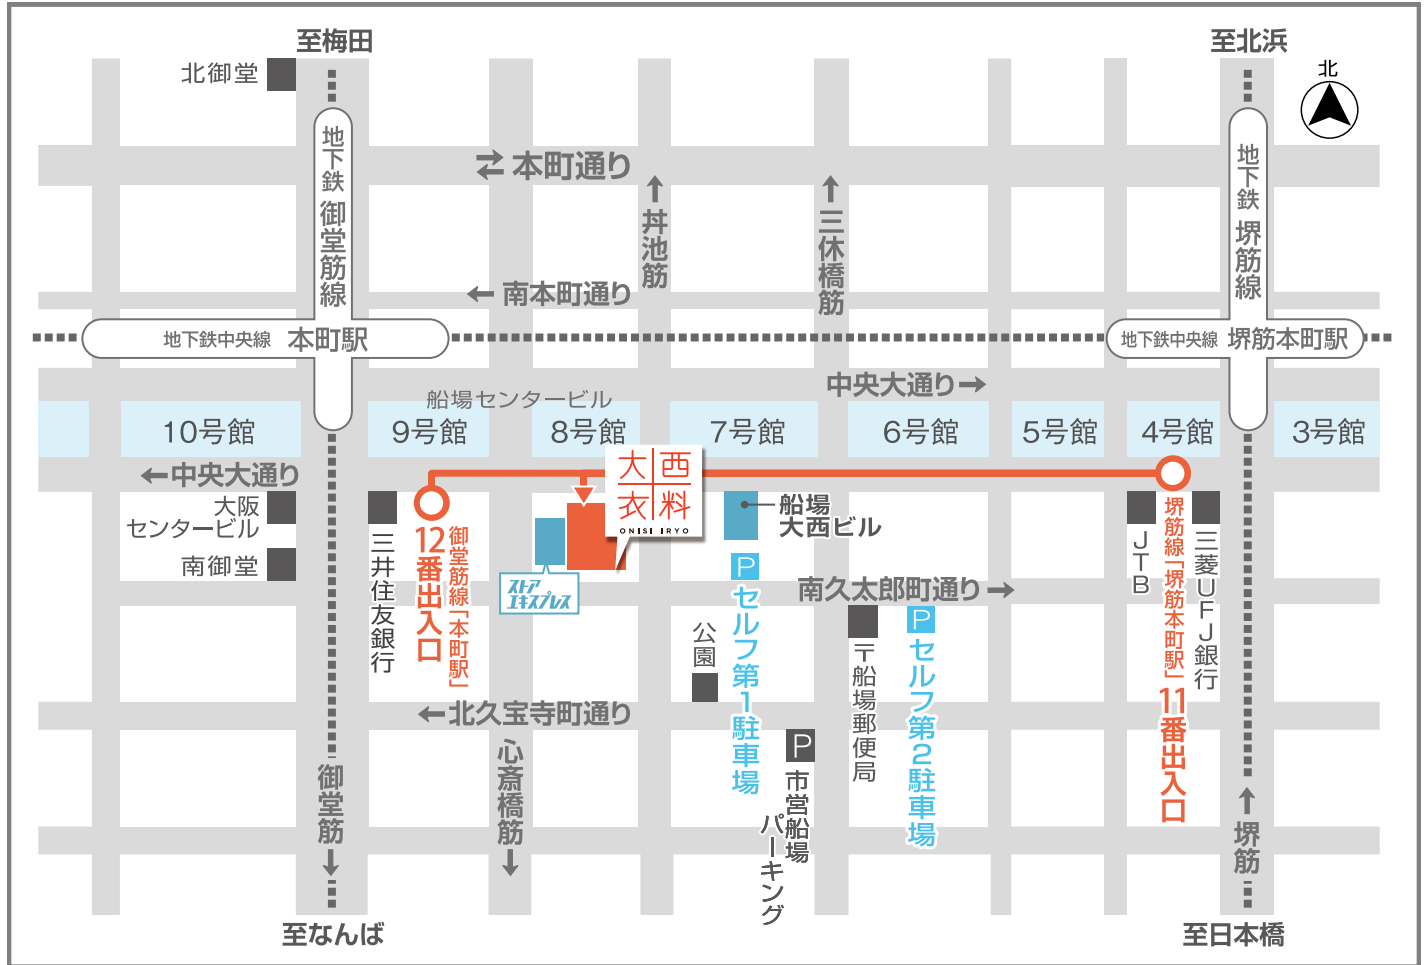 至梅田
至北浜
北
北御堂
地下鉄 御堂筋線
地下鉄 堺筋線
本町通り
丼池筋
三休橋筋
南本町通り
地下鉄中央線 本町駅
地下鉄中央線 堺筋本町駅
中央大通り
船場センタービル
10号館
9号館
8号館
7号館
6号館
5号館
4号館
3号館
中央大通り
大西
衣料
ONISI IRYO
大阪
センタービル
南御堂
三井住友銀行
御堂筋線「本町駅」
12番出入口
ストア
エキスプレス
船場
大西ビル
P セルフ第1駐車場
南久太郎町通り
公園
〒船場郵便局
P セルフ第2駐車場
JTB
堺筋線「堺筋本町駅」
11番出入口
三菱UFJ銀行
北久宝寺町通り
P
市営船場
パーキング
御堂筋
心斎橋筋
堺筋
至なんば
至日本橋